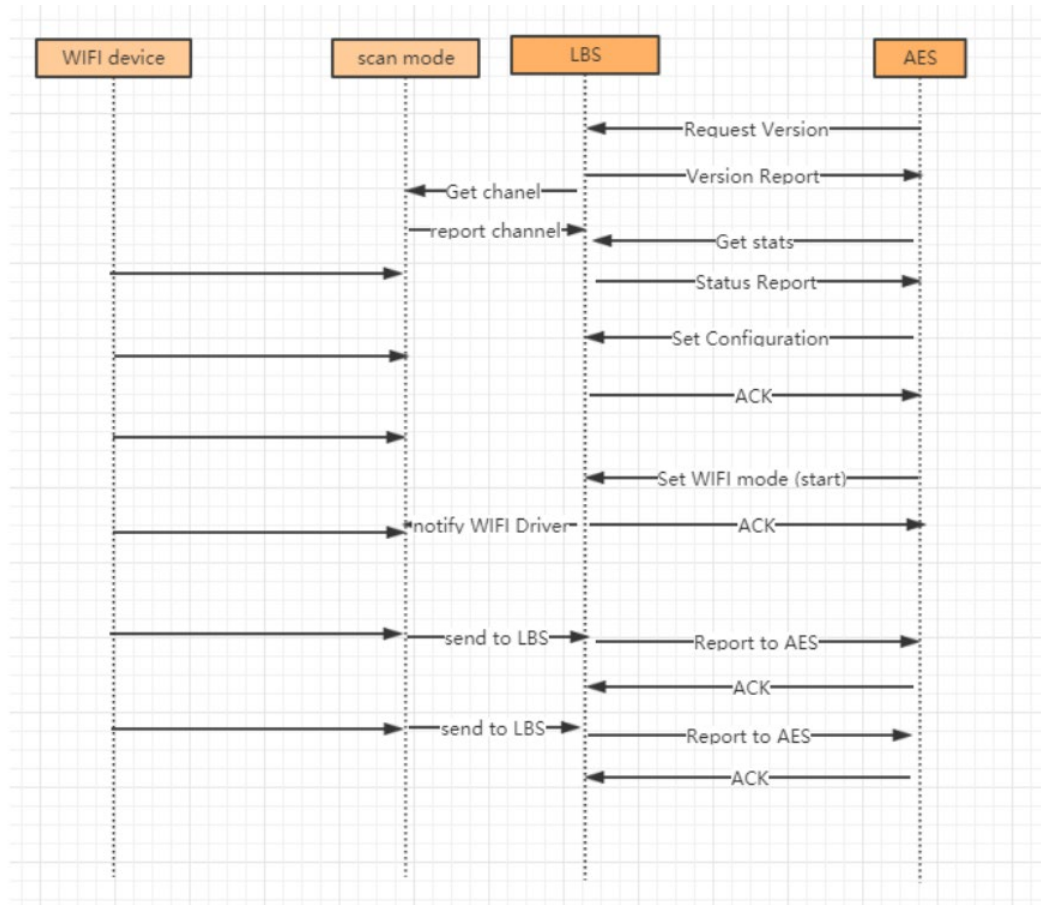 WIFI device
scan mode
LBS
AES
Request Version
Version Report
Get chanel
report channel
Get stats
Status Report
Set Configuration
ACK
Set WIFI mode (start)
notify WIFI Driver
ACK
send to LBS
Report to AES
ACK
send to LBS
Report to AES
ACK